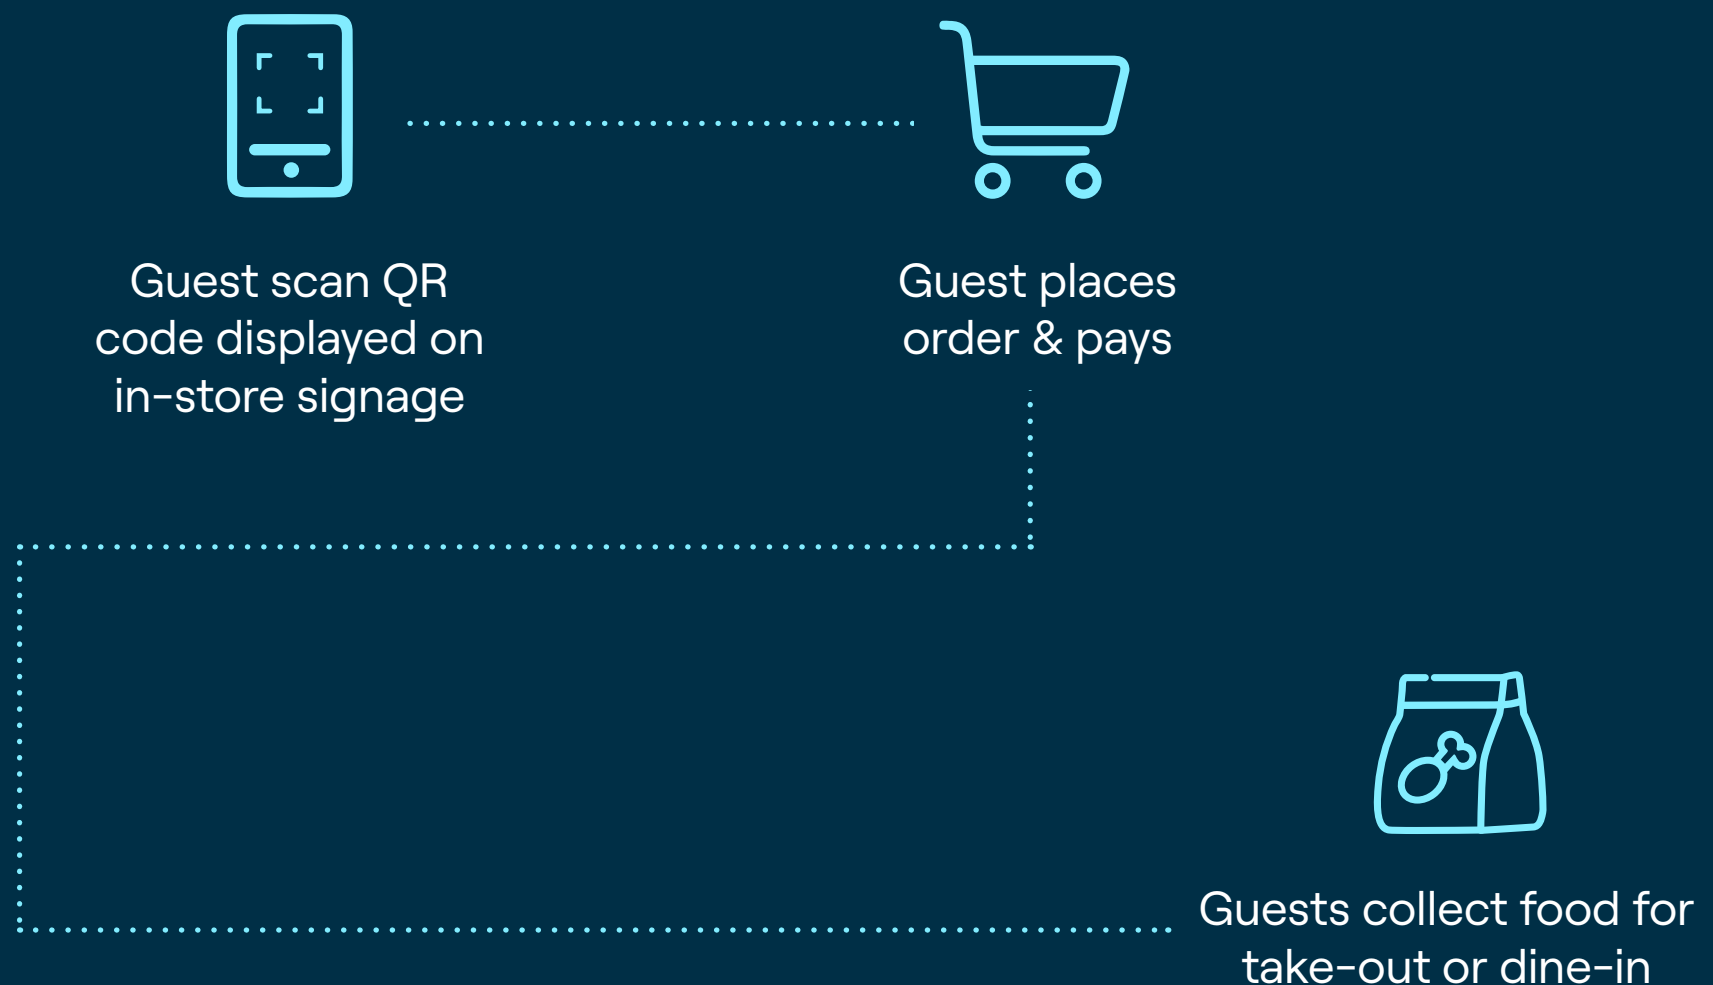 Guest scan QR
code displayed on
in-store signage
Guest places
order & pays
Guests collect food for
take-out or dine-in